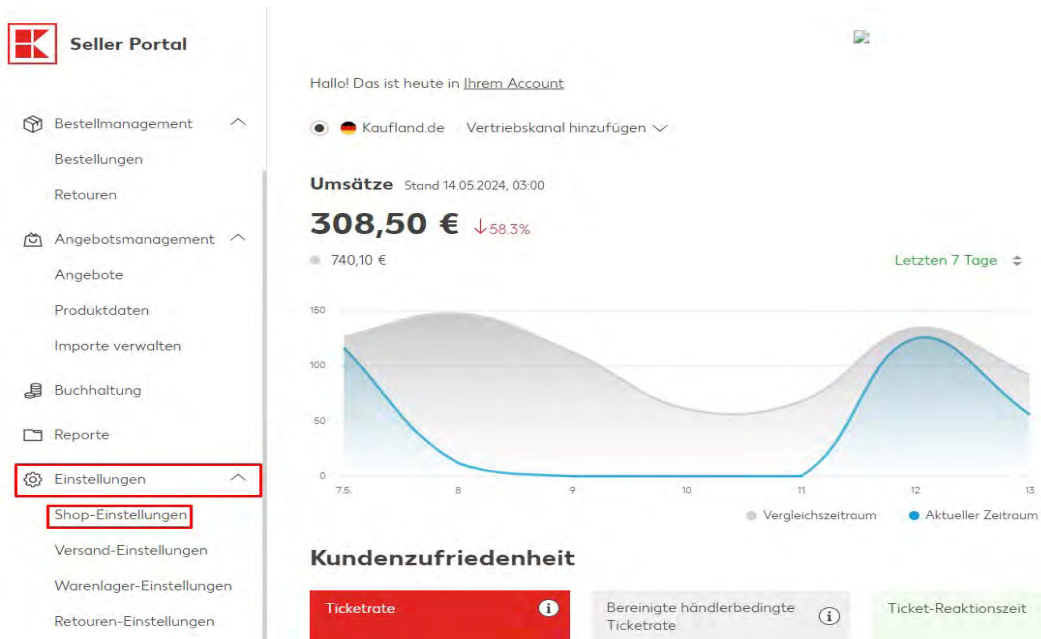 Seller Portal
Bestellmanagement
Bestellungen
Retouren
Angebotsmanagement
Angebote
Produktdaten
Importe verwalten
Buchhaltung
Reporte
Einstellungen
Shop-Einstellungen
Versand-Einstellungen
Warenlager-Einstellungen
Retouren-Einstellungen
Hallo! Das ist heute in Ihrem Account
Kaufland.de Vertriebskanal hinzufügen
Umsätze Stand 14.05.2024, 03:00
308,50 € ↓58.3%
740,10 €
Letzten 7 Tage
150
100
50
0
7.5. 8 9 10 11 12 13
Vergleichszeitraum Aktueller Zeitraum
Kundenzufriedenheit
Ticketrate i
Bereinigte händlerbedingte
Ticketrate i
Ticket-Reaktionszeit